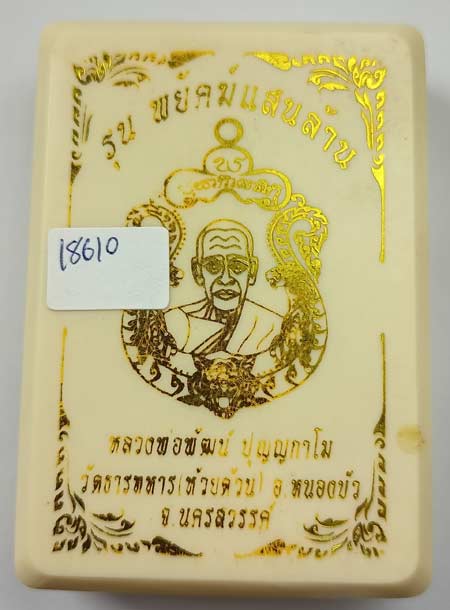 รุ่น พยัคฆ์แสนล้าน
18610
หลวงพ่อพัฒน์ ปุญญกาโม
วัดธารทหาร(ห้วยด้วน) อ.หนองบัว
จ.นครสวรรค์